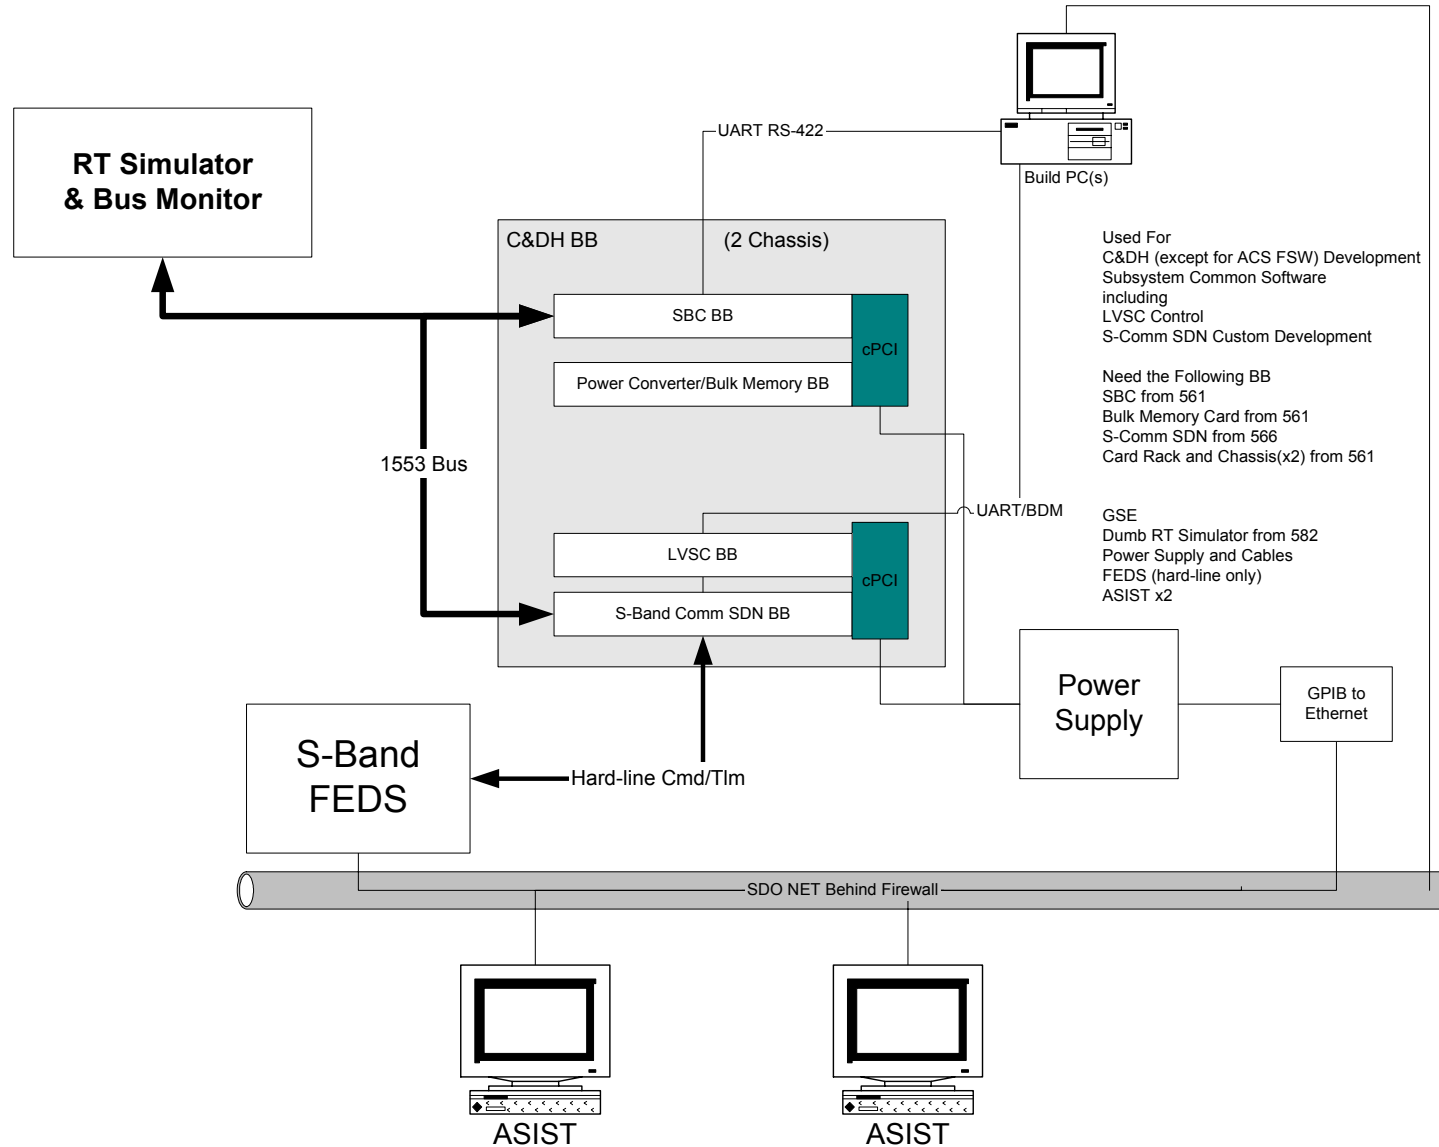 UART RS-422
Build PC(s)
RT Simulator
& Bus Monitor
C&DH BB
(2 Chassis)
SBC BB
cPCI
Power Converter/Bulk Memory BB
1553 Bus
UART/BDM
LVSC BB
cPCI
S-Band Comm SDN BB
Used For
C&DH (except for ACS FSW) Development
Subsystem Common Software
including
LVSC Control
S-Comm SDN Custom Development
Need the Following BB
SBC from 561
Bulk Memory Card from 561
S-Comm SDN from 566
Card Rack and Chassis(x2) from 561
GSE
Dumb RT Simulator from 582
Power Supply and Cables
FEDS (hard-line only)
ASIST x2
Power
Supply
GPIB to
Ethernet
S-Band
FEDS
Hard-line Cmd/Tlm
SDO NET Behind Firewall
ASIST
ASIST